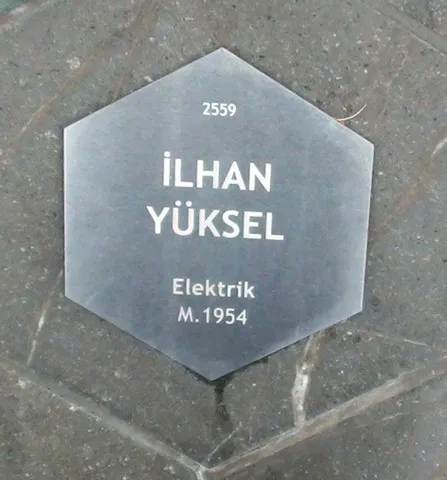 2559
İLHAN
YÜKSEL
Elektrik
M.1954